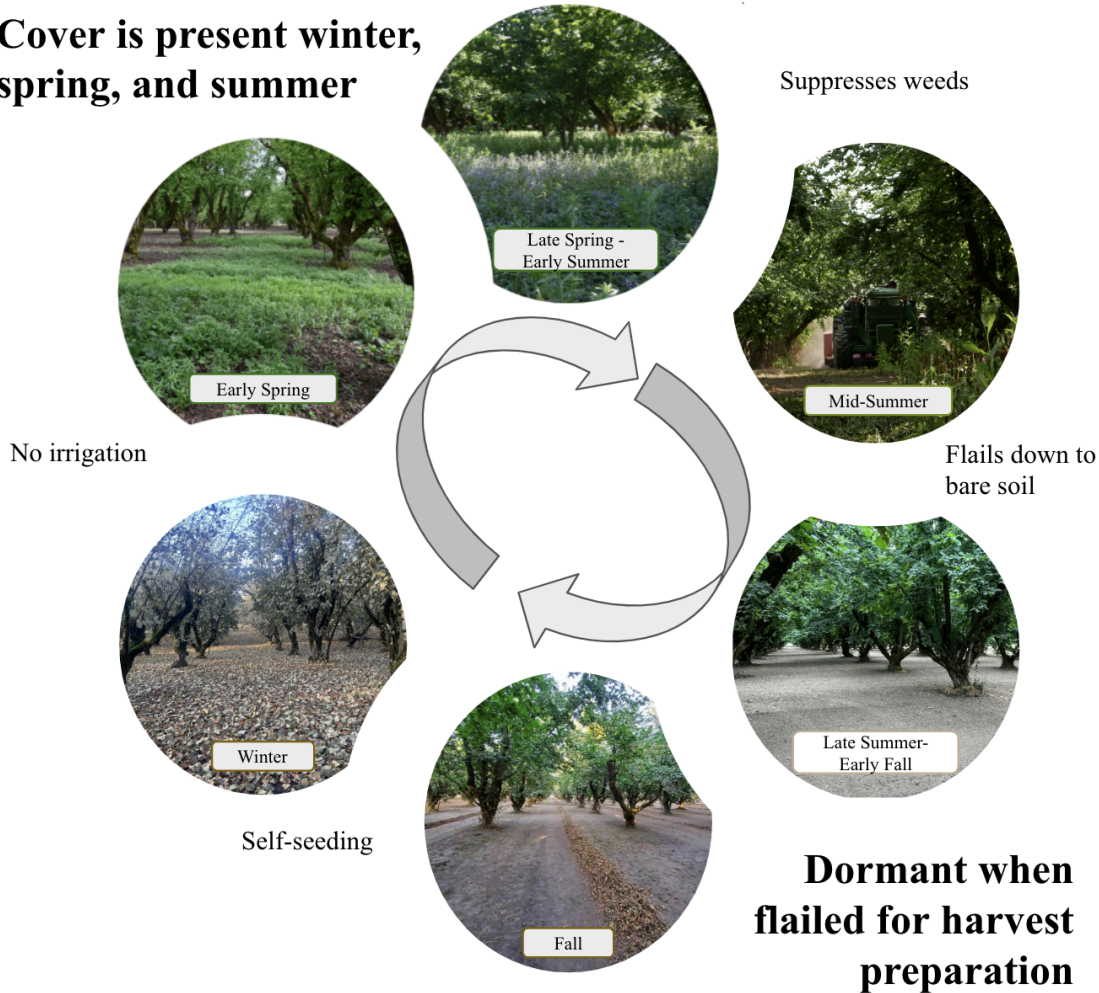 Cover is present winter,
spring, and summer
Suppresses weeds
Late Spring -
Early Summer
Early Spring
Mid-Summer
No irrigation
Flails down to
bare soil
Winter
Late Summer-
Early Fall
Self-seeding
Fall
Dormant when
flailed for harvest
preparation